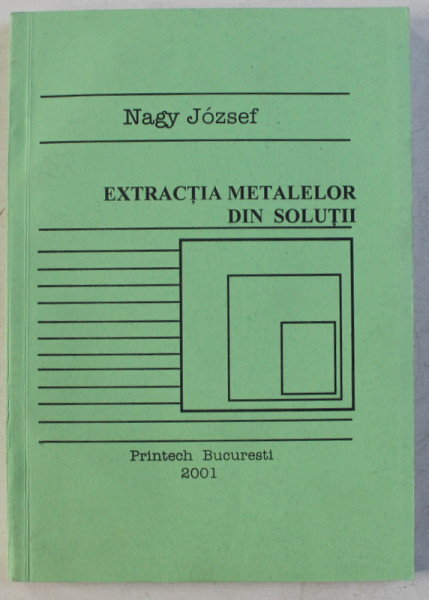 Nagy József
EXTRACȚIA METALELOR
DIN SOLUȚII
Printech Bucuresti
2001